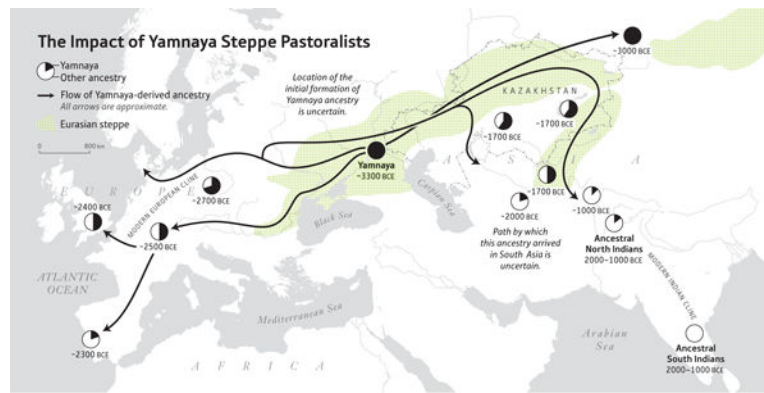 The Impact of Yamnaya Steppe Pastoralists
Yamnaya
Other ancestry
Flow of Yamnaya-derived ancestry
All arrows are approximate.
Eurasian steppe
0 800 km
Location of the
initial formation of
Yamnaya ancestry
is uncertain.
~3000 BCE
KAZAKHSTAN
~1700 BCE
~1700 BCE
Yamnaya
~3300 BCE
ASIA
EUROPE
MODERN EUROPEAN CLINE
~2700 BCE
~2400 BCE
~2500 BCE
Black Sea
Caspian Sea
~1700 BCE
~2000 BCE
~1000 BCE
Path by which
this ancestry arrived
in South Asia is
uncertain.
Ancestral
North Indians
2000–1000 BCE
MODERN INDIAN CLINE
ATLANTIC
OCEAN
Mediterranean Sea
Arabian
Sea
~2300 BCE
AFRICA
Ancestral
South Indians
2000–1000 BCE